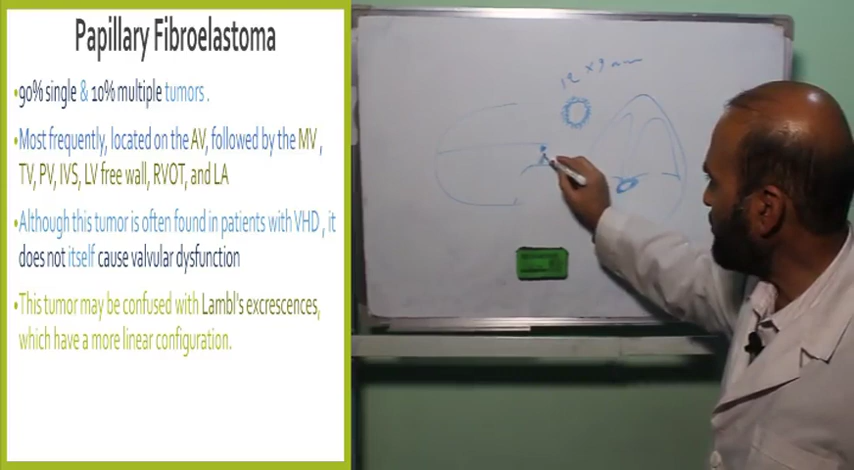 Papillary Fibroelastoma
•90% single & 10% multiple tumors .
•Most frequently, located on the AV, followed by the MV ,
TV, PV, IVS, LV free wall, RVOT, and LA
•Although this tumor is often found in patients with VHD , it
does not itself cause valvular dysfunction
•This tumor may be confused with Lambl's excrescences,
which have a more linear configuration.